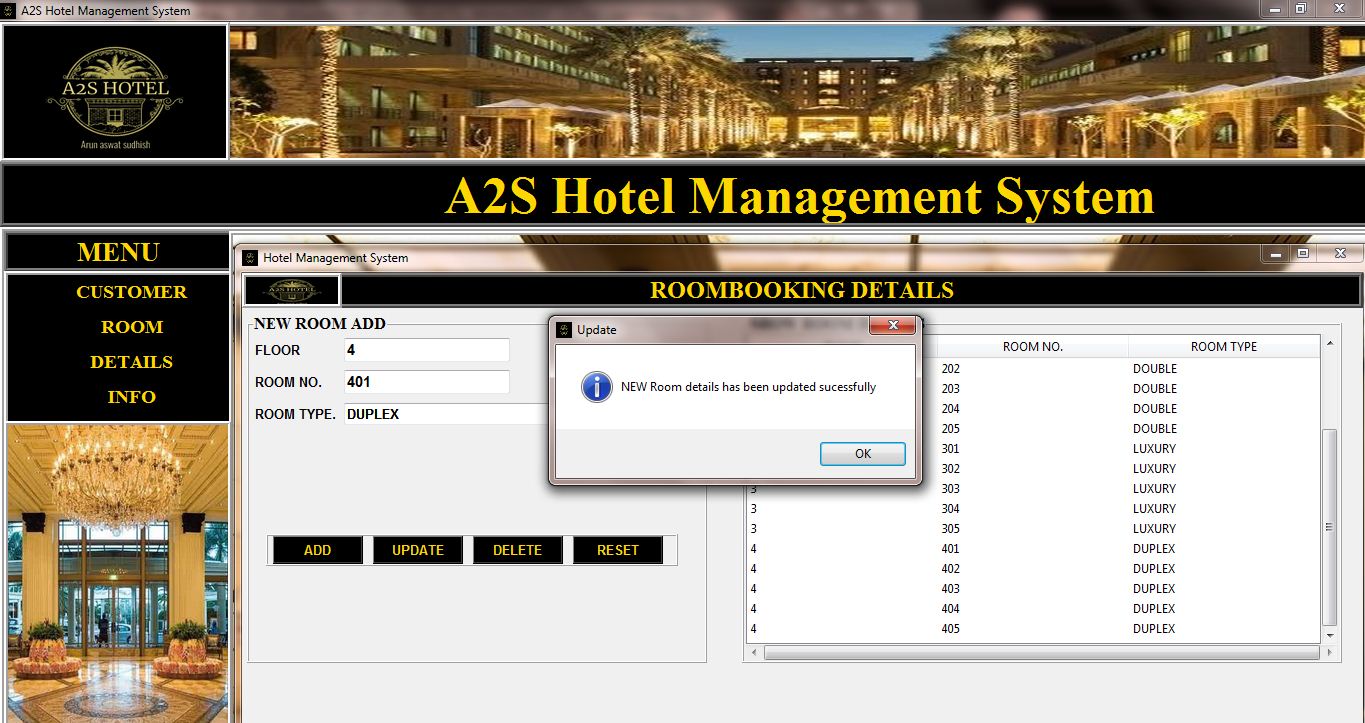 A2S Hotel Management System
A2S HOTEL
Arun aswat sudhish
A2S Hotel Management System
MENU
CUSTOMER
ROOM
DETAILS
INFO
Hotel Management System
A2S HOTEL
ROOMBOOKING DETAILS
NEW ROOM ADD
FLOOR 4
ROOM NO. 401
ROOM TYPE. DUPLEX
ADD UPDATE DELETE RESET
Update
NEW Room details has been updated sucessfully
OK
ROOM NO. ROOM TYPE
202 DOUBLE
203 DOUBLE
204 DOUBLE
205 DOUBLE
301 LUXURY
302 LUXURY
3 303 LUXURY
3 304 LUXURY
3 305 LUXURY
4 401 DUPLEX
4 402 DUPLEX
4 403 DUPLEX
4 404 DUPLEX
4 405 DUPLEX